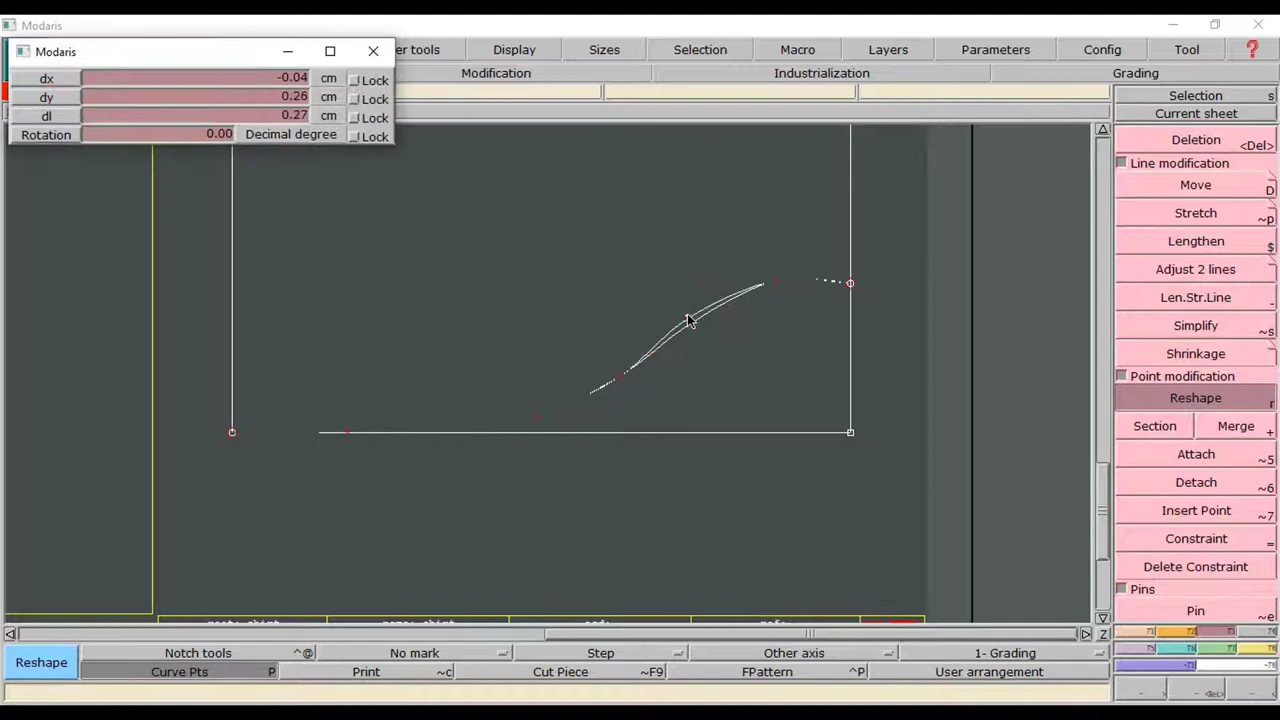 Modaris
Modaris
er tools
Display
Sizes
Selection
Macro
Layers
Parameters
Config
Tool
?
dx -0.04 cm Lock
dy 0.26 cm Lock
dl 0.27 cm Lock
Rotation 0.00 Decimal degree Lock
Modification
Industrialization
Grading
Selection s
Current sheet
Deletion <Del>
Line modification
Move D
Stretch ~p
Lengthen $
Adjust 2 lines
Len.Str.Line -
Simplify ~s
Shrinkage
Point modification
Reshape r
Section
Merge +
Attach ~5
Detach ~6
Insert Point ~7
Constraint =
Delete Constraint
Pins
Pin ~e
Z
Reshape
Notch tools ^@
No mark
Step
Other axis
1- Grading
Curve Pts P
Print ~c
Cut Piece ~F9
FPattern ^P
User arrangement